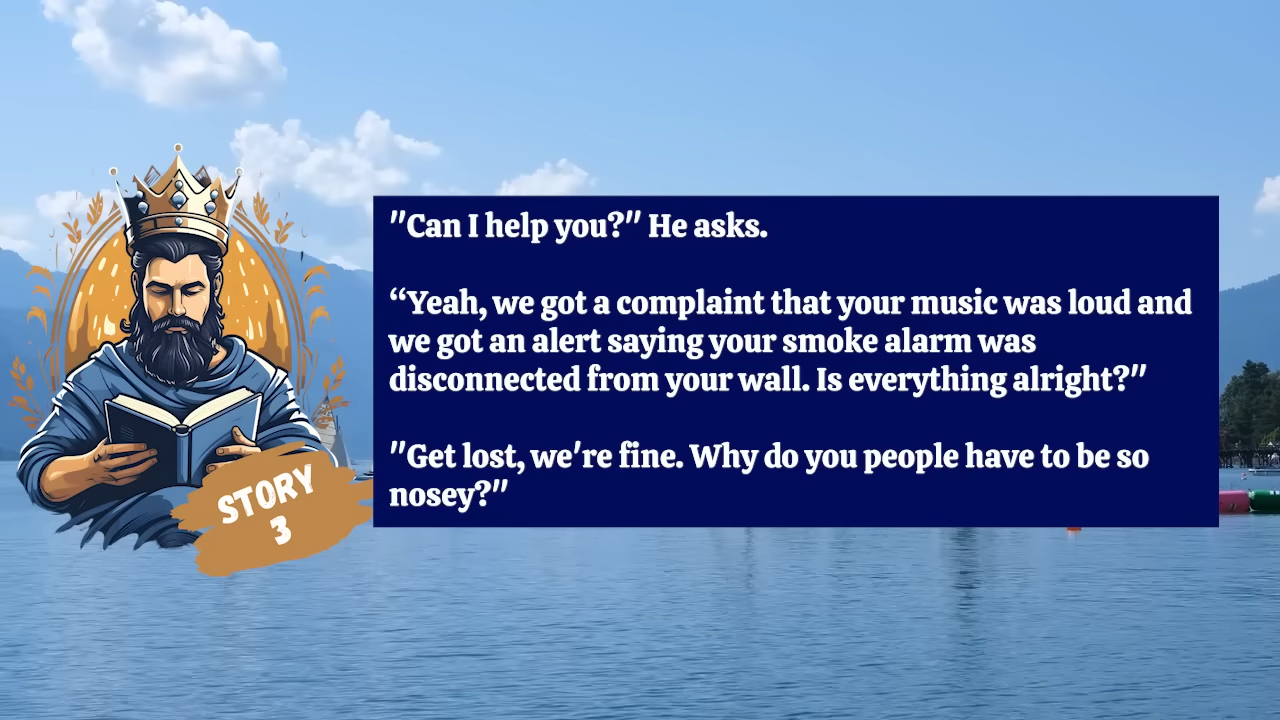 "Can I help you?" He asks.
“Yeah, we got a complaint that your music was loud and
we got an alert saying your smoke alarm was
disconnected from your wall. Is everything alright?"
"Get lost, we're fine. Why do you people have to be so
nosey?"
STORY
3